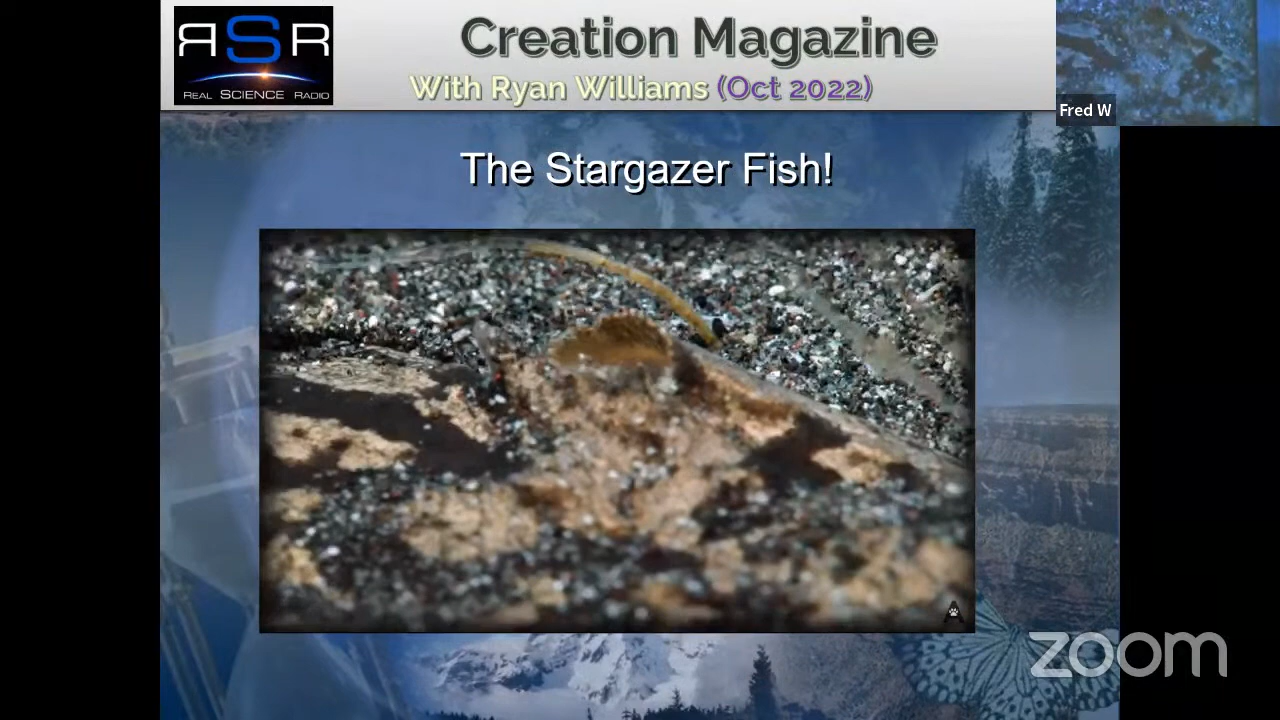 RSR
REAL SCIENCE RADIO
Creation Magazine
With Ryan Williams (Oct 2022)
Fred W
The Stargazer Fish!
zoom